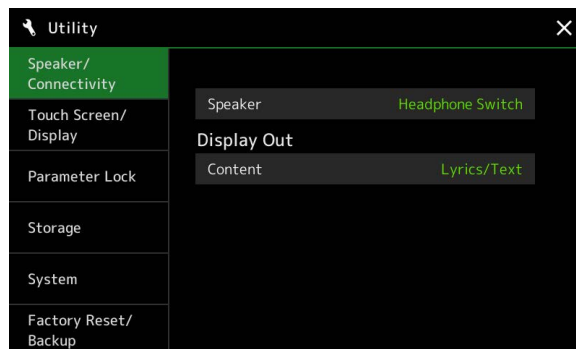 Utility
Speaker/
Connectivity
Touch Screen/
Display
Parameter Lock
Storage
System
Factory Reset/
Backup
Speaker Headphone Switch
Display Out
Content Lyrics/Text